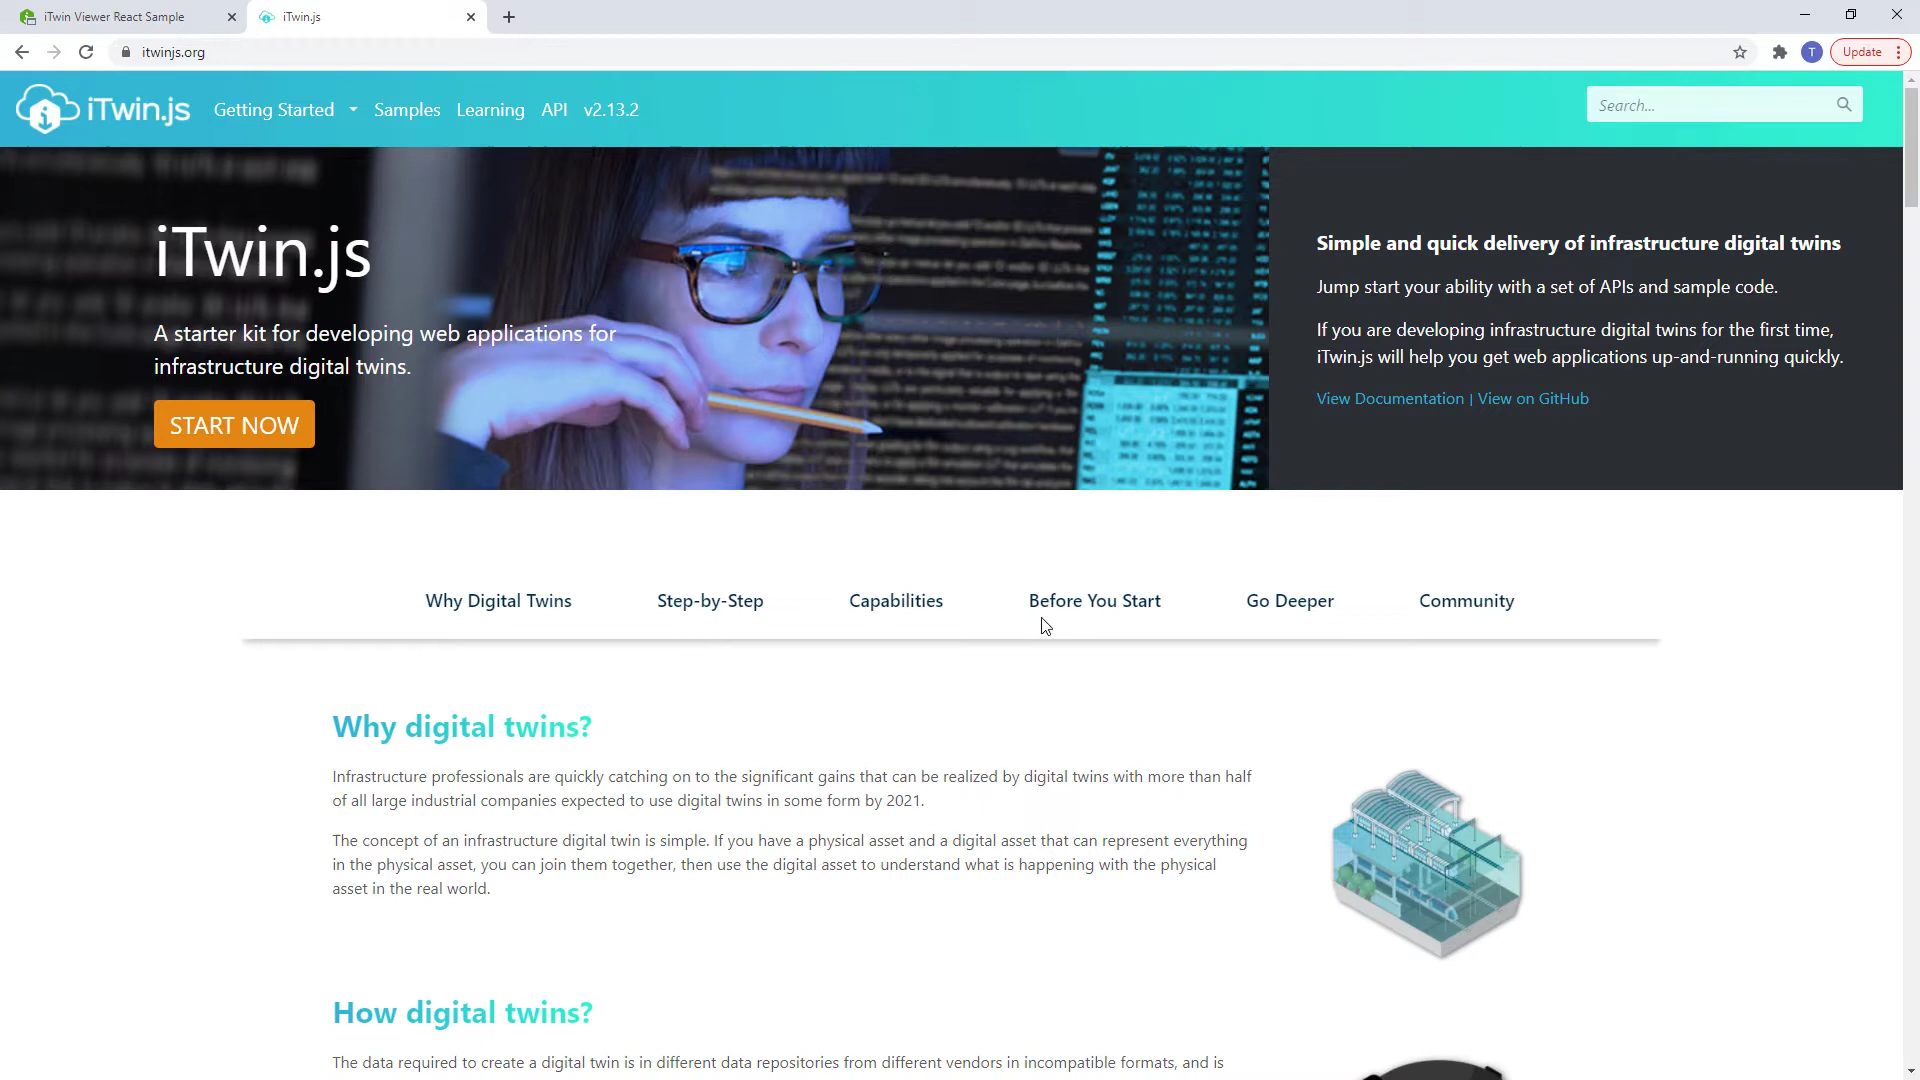 iTwin Viewer React Sample
iTwin.js
itwinjs.org
T
Update
iTwin.js
Getting Started
Samples
Learning
API
v2.13.2
Search...
iTwin.js
A starter kit for developing web applications for
infrastructure digital twins.
START NOW
Simple and quick delivery of infrastructure digital twins
Jump start your ability with a set of APIs and sample code.
If you are developing infrastructure digital twins for the first time,
iTwin.js will help you get web applications up-and-running quickly.
View Documentation | View on GitHub
Why Digital Twins
Step-by-Step
Capabilities
Before You Start
Go Deeper
Community
Why digital twins?
Infrastructure professionals are quickly catching on to the significant gains that can be realized by digital twins with more than half
of all large industrial companies expected to use digital twins in some form by 2021.
The concept of an infrastructure digital twin is simple. If you have a physical asset and a digital asset that can represent everything
in the physical asset, you can join them together, then use the digital asset to understand what is happening with the physical
asset in the real world.
How digital twins?
The data required to create a digital twin is in different data repositories from different vendors in incompatible formats, and is